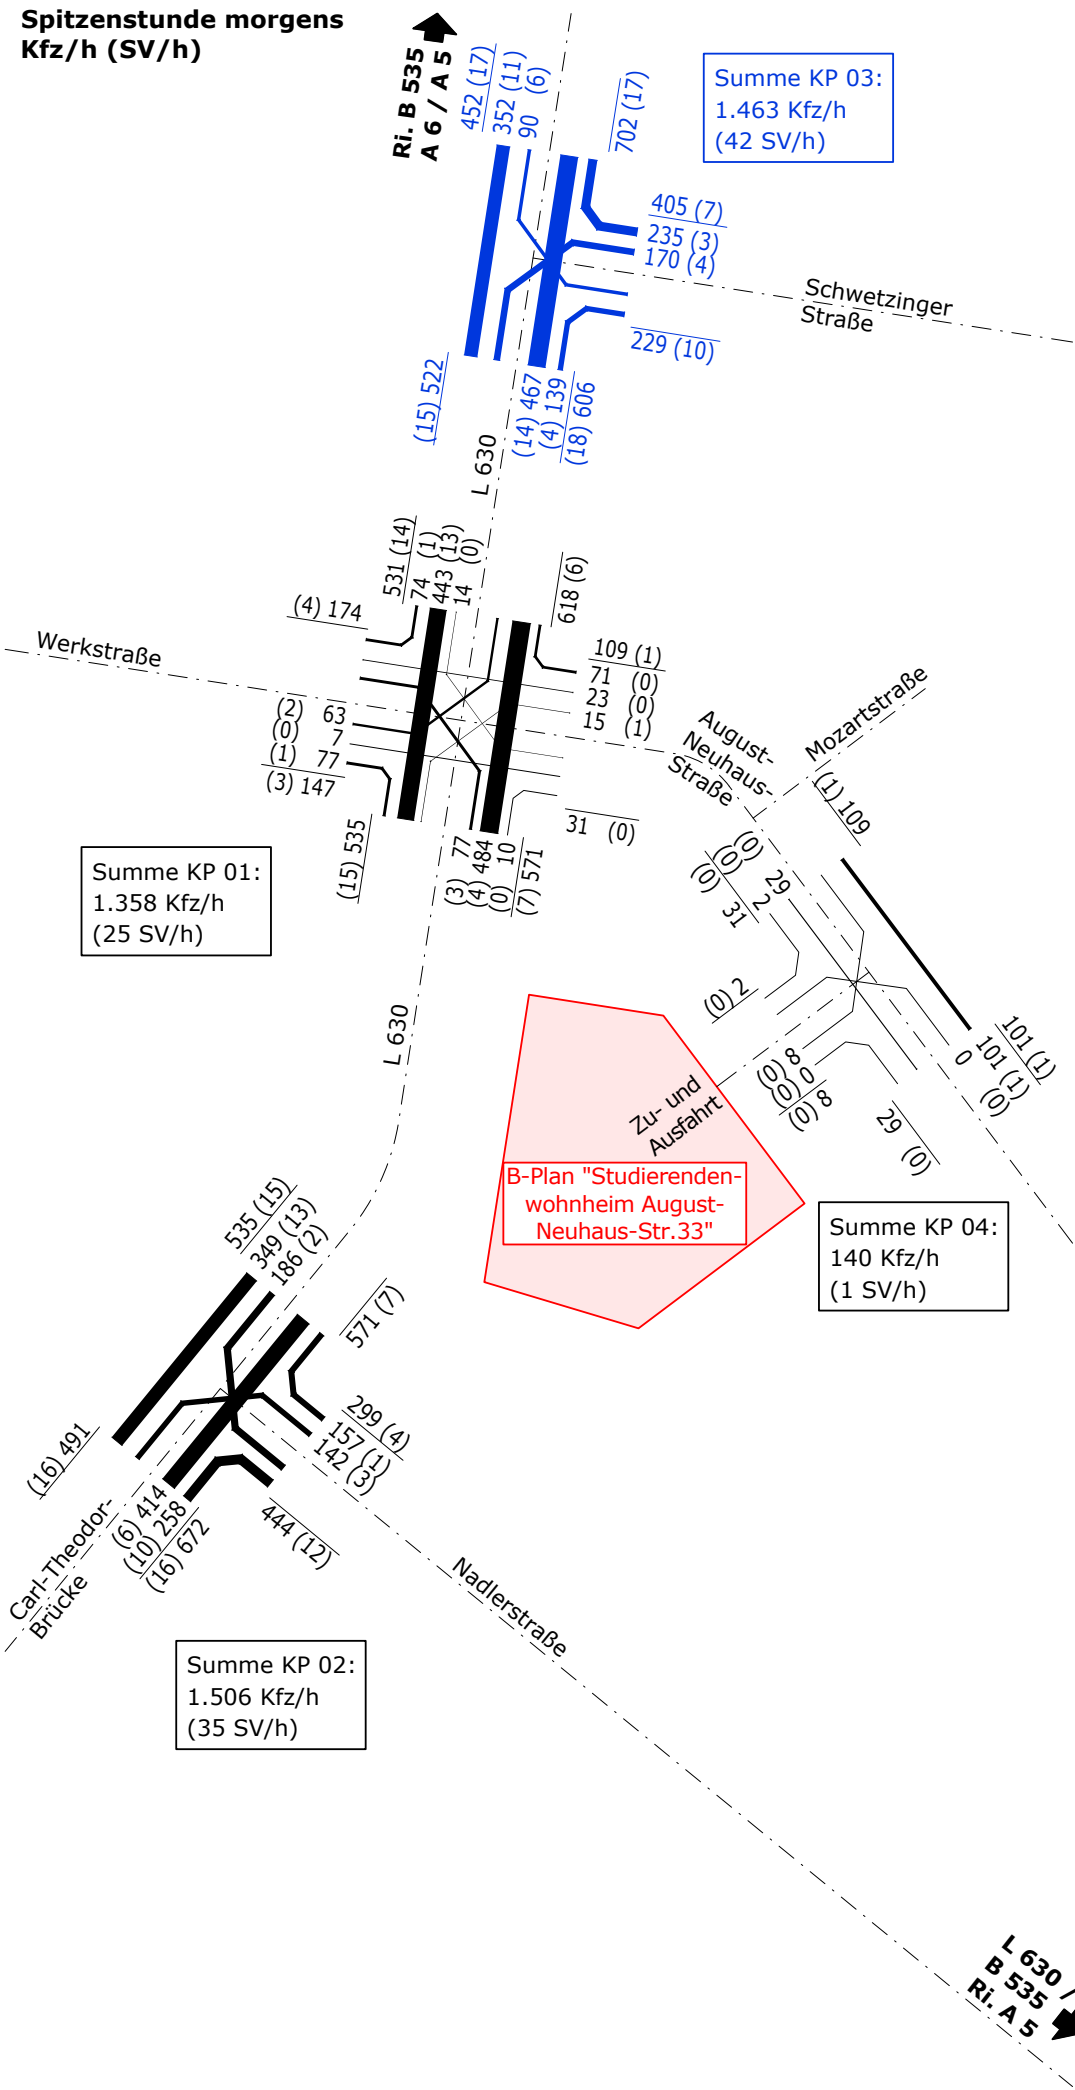 Spitzenstunde morgens
Kfz/h (SV/h)
Ri. B 535
A 6 / A 5
452 (17)
352 (11)
90 (6)
702 (17)
Summe KP 03:
1.463 Kfz/h
(42 SV/h)
405 (7)
235 (3)
170 (4)
Schwetzinger
Straße
229 (10)
(15) 522
(14) 467
(4) 139
(18) 606
L 630
531 (14)
74 (1)
443 (13)
14 (0)
618 (6)
(4) 174
Werkstraße
109 (1)
71 (0)
23 (0)
15 (1)
(2) 63
(0) 7
(1) 77
(3) 147
August-
Neuhaus-
Straße
Mozartstraße
31 (0)
(15) 535
(3) 77
(4) 484
(0) 10
(7) 571
Summe KP 01:
1.358 Kfz/h
(25 SV/h)
(1) 109
(0) 29
(0) 2
(0) 31
(0) 2
L 630
101 (1)
101 (1)
0 (0)
(0) 8
(0) 0
(0) 8
29 (0)
Zu- und
Ausfahrt
B-Plan "Studierenden-
wohnheim August-
Neuhaus-Str.33"
Summe KP 04:
140 Kfz/h
(1 SV/h)
535 (15)
349 (13)
186 (2)
571 (7)
299 (4)
157 (1)
142 (3)
(16) 491
(6) 414
(10) 258
(16) 672
444 (12)
Carl-Theodor-
Brücke
Nadlerstraße
Summe KP 02:
1.506 Kfz/h
(35 SV/h)
L 630 /
B 535
Ri. A 5